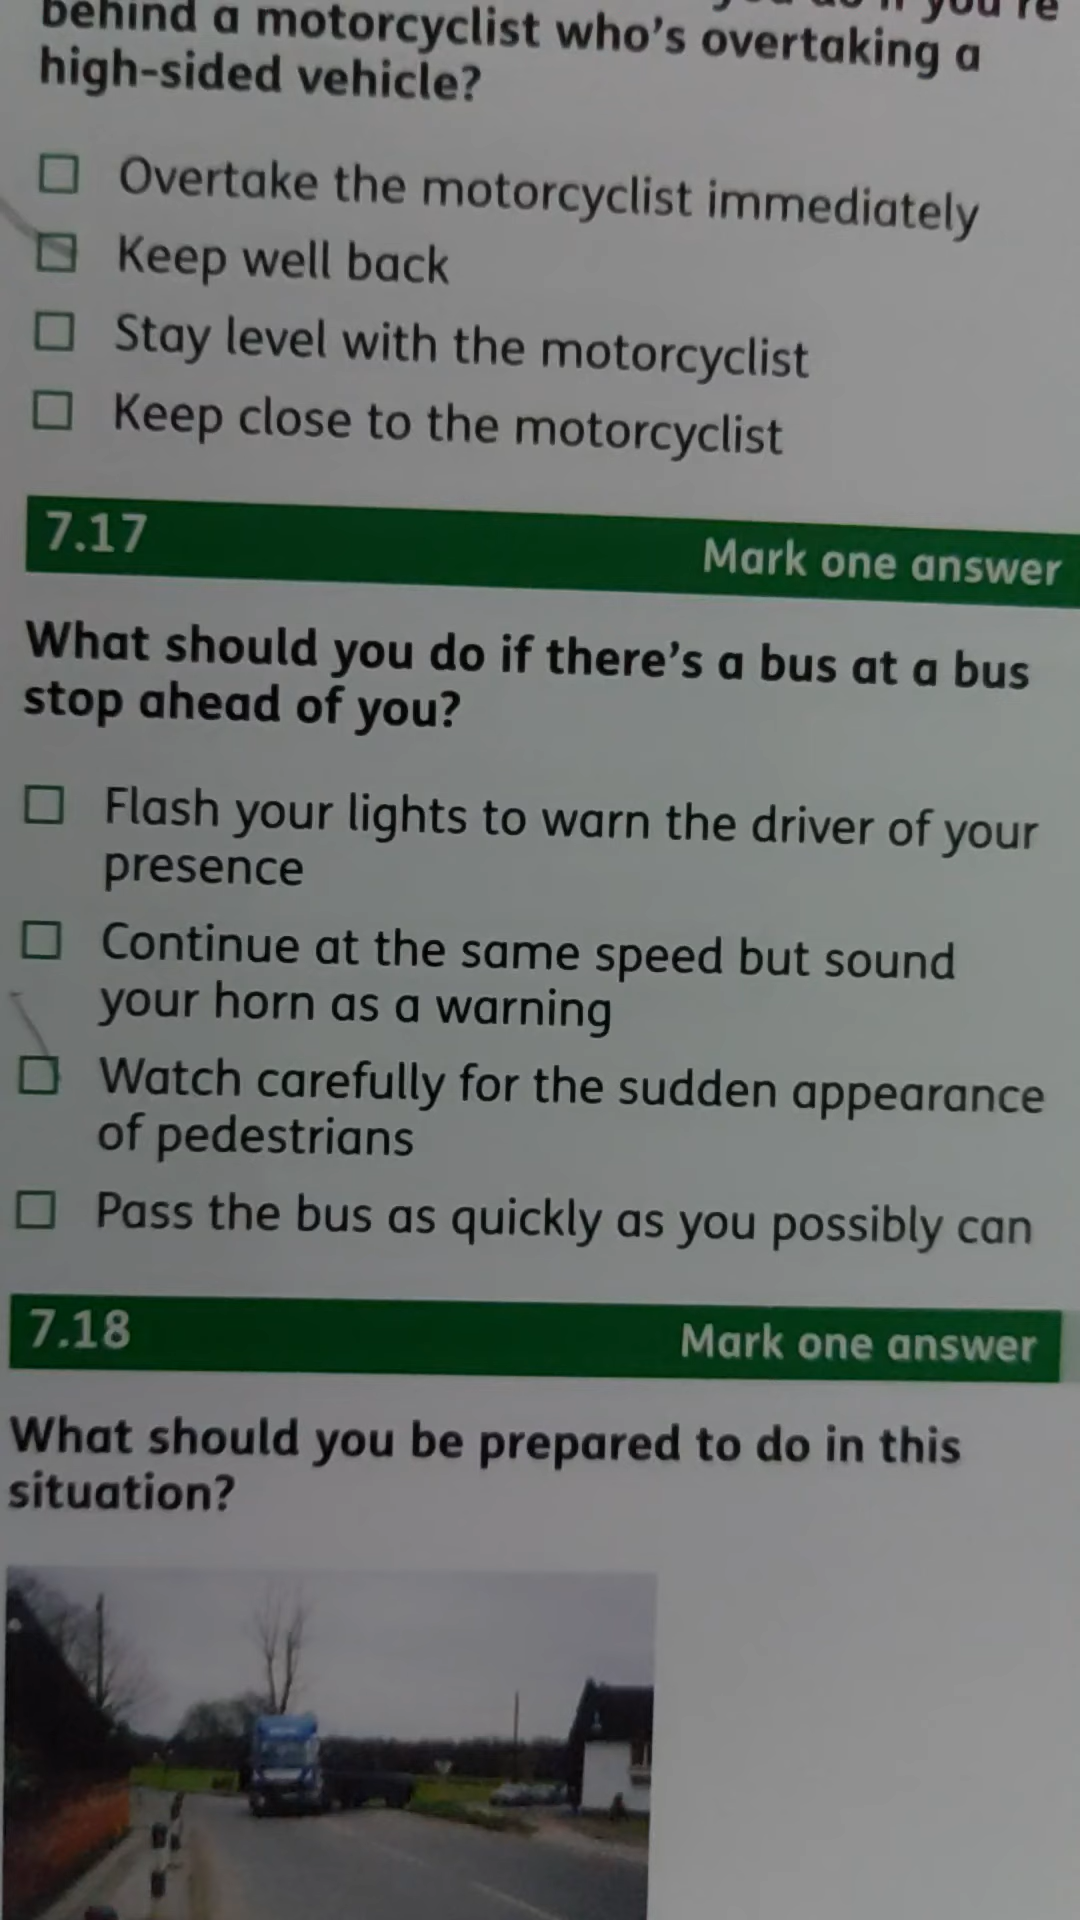 you do if you're
behind a motorcyclist who's overtaking a
high-sided vehicle?
Overtake the motorcyclist immediately
Keep well back
Stay level with the motorcyclist
Keep close to the motorcyclist
7.17 Mark one answer
What should you do if there's a bus at a bus
stop ahead of you?
Flash your lights to warn the driver of your
presence
Continue at the same speed but sound
your horn as a warning
Watch carefully for the sudden appearance
of pedestrians
Pass the bus as quickly as you possibly can
7.18 Mark one answer
What should you be prepared to do in this
situation?